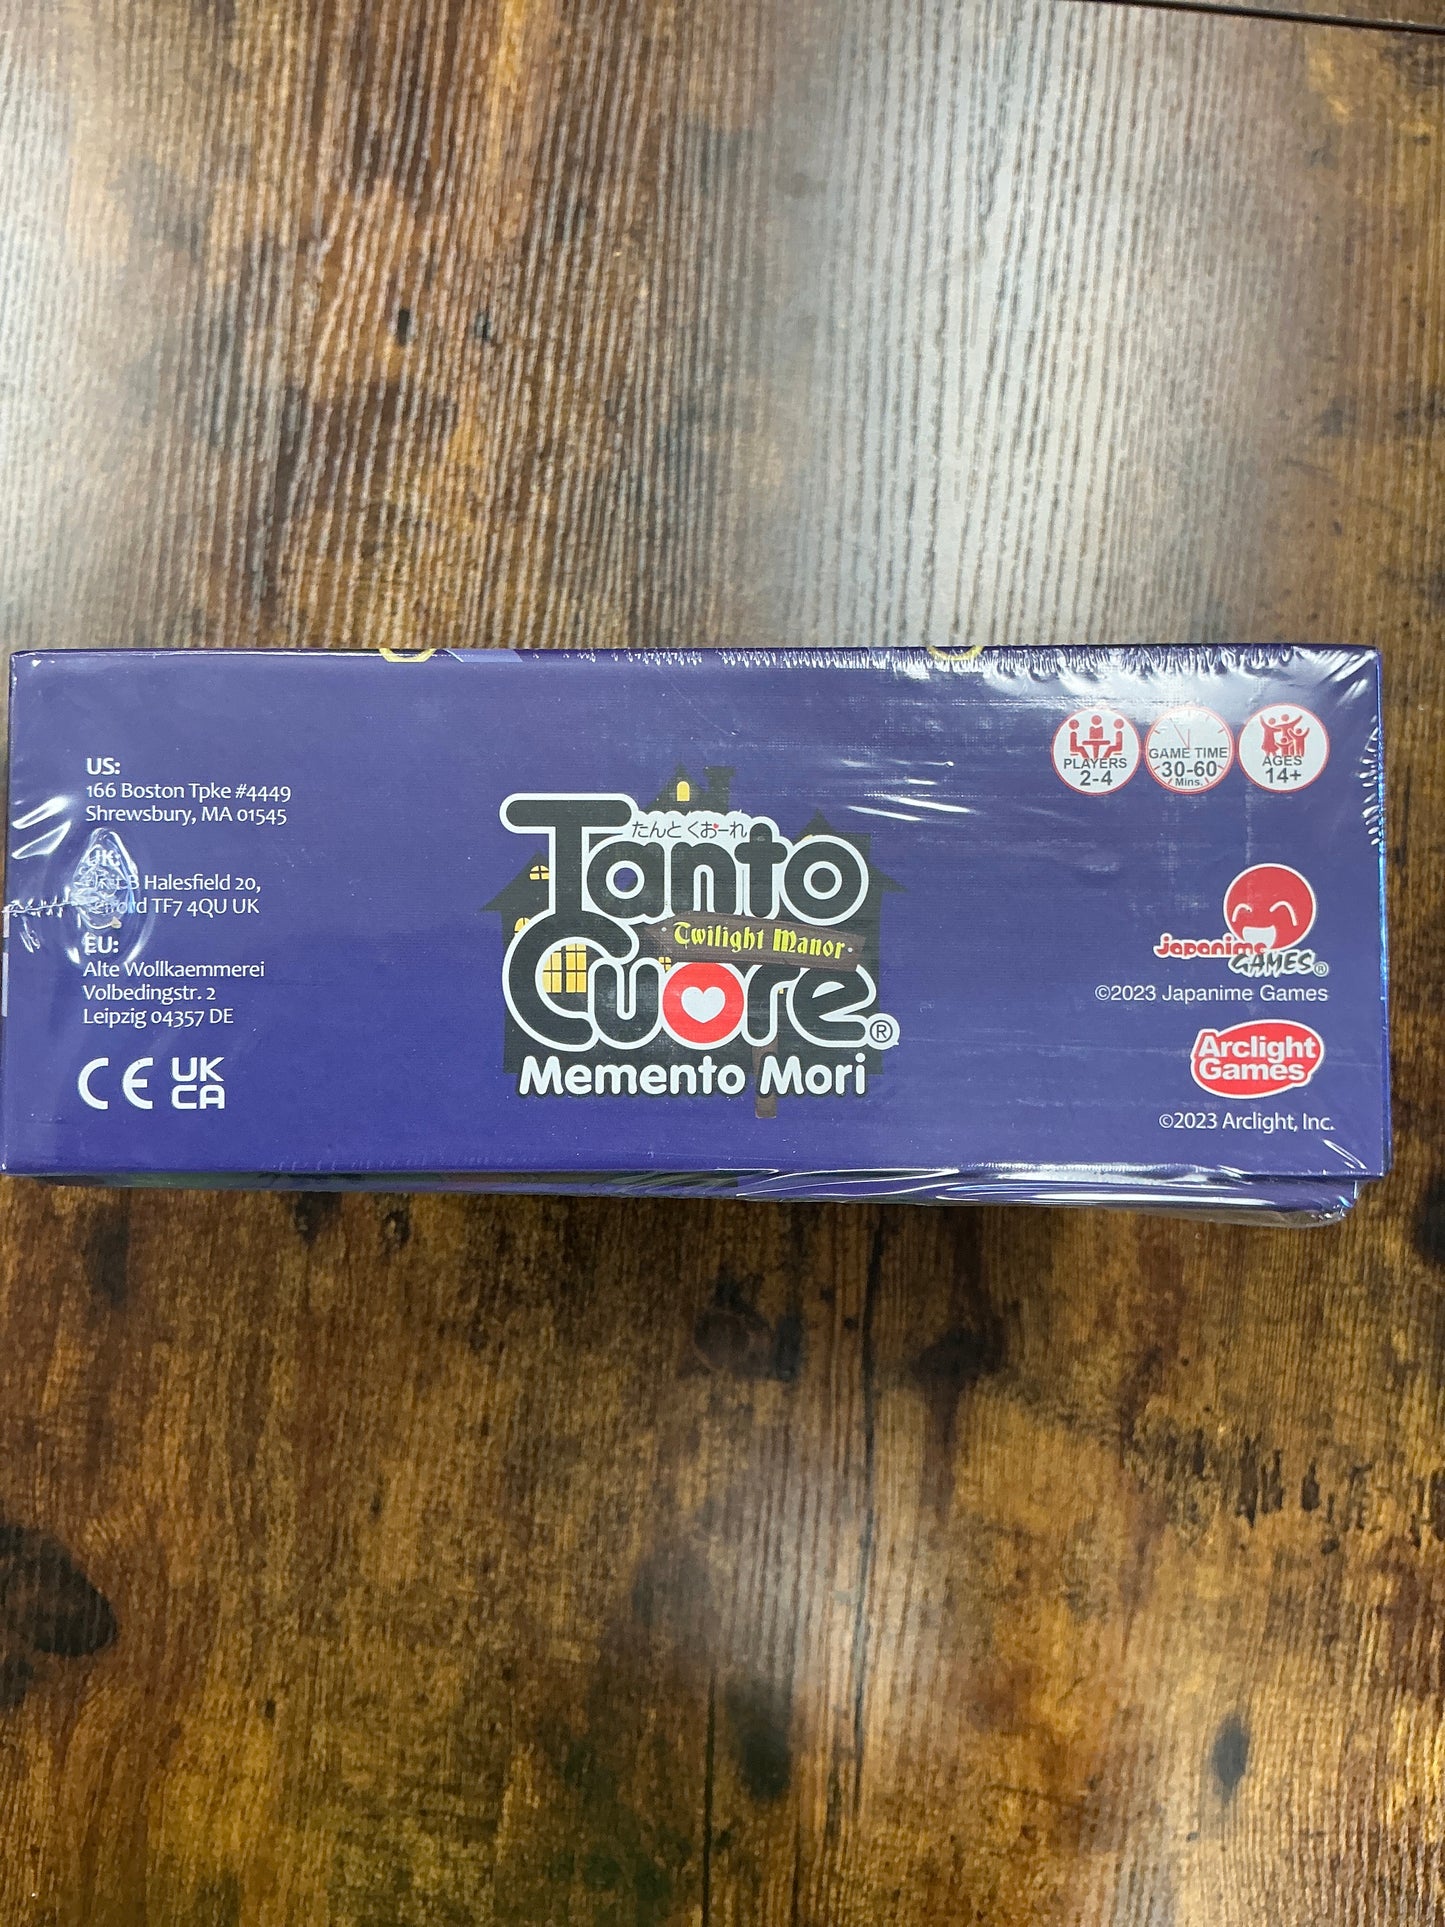 US:
166 Boston Tpke #4449
Shrewsbury, MA 01545
UK:
B Halesfield 20,
TF7 4QU UK
EU:
Alte Wollkaemmerei
Volbedingstr. 2
Leipzig 04357 DE
CE UK
CA
たんとくおーれ
Tanto
Twilight Manor
Cuore®
Memento Mori
PLAYERS
2-4
GAME TIME
30-60
Mins.
AGES
14+
Japanime
GAMES®
©2023 Japanime Games
Arclight
Games
©2023 Arclight, Inc.